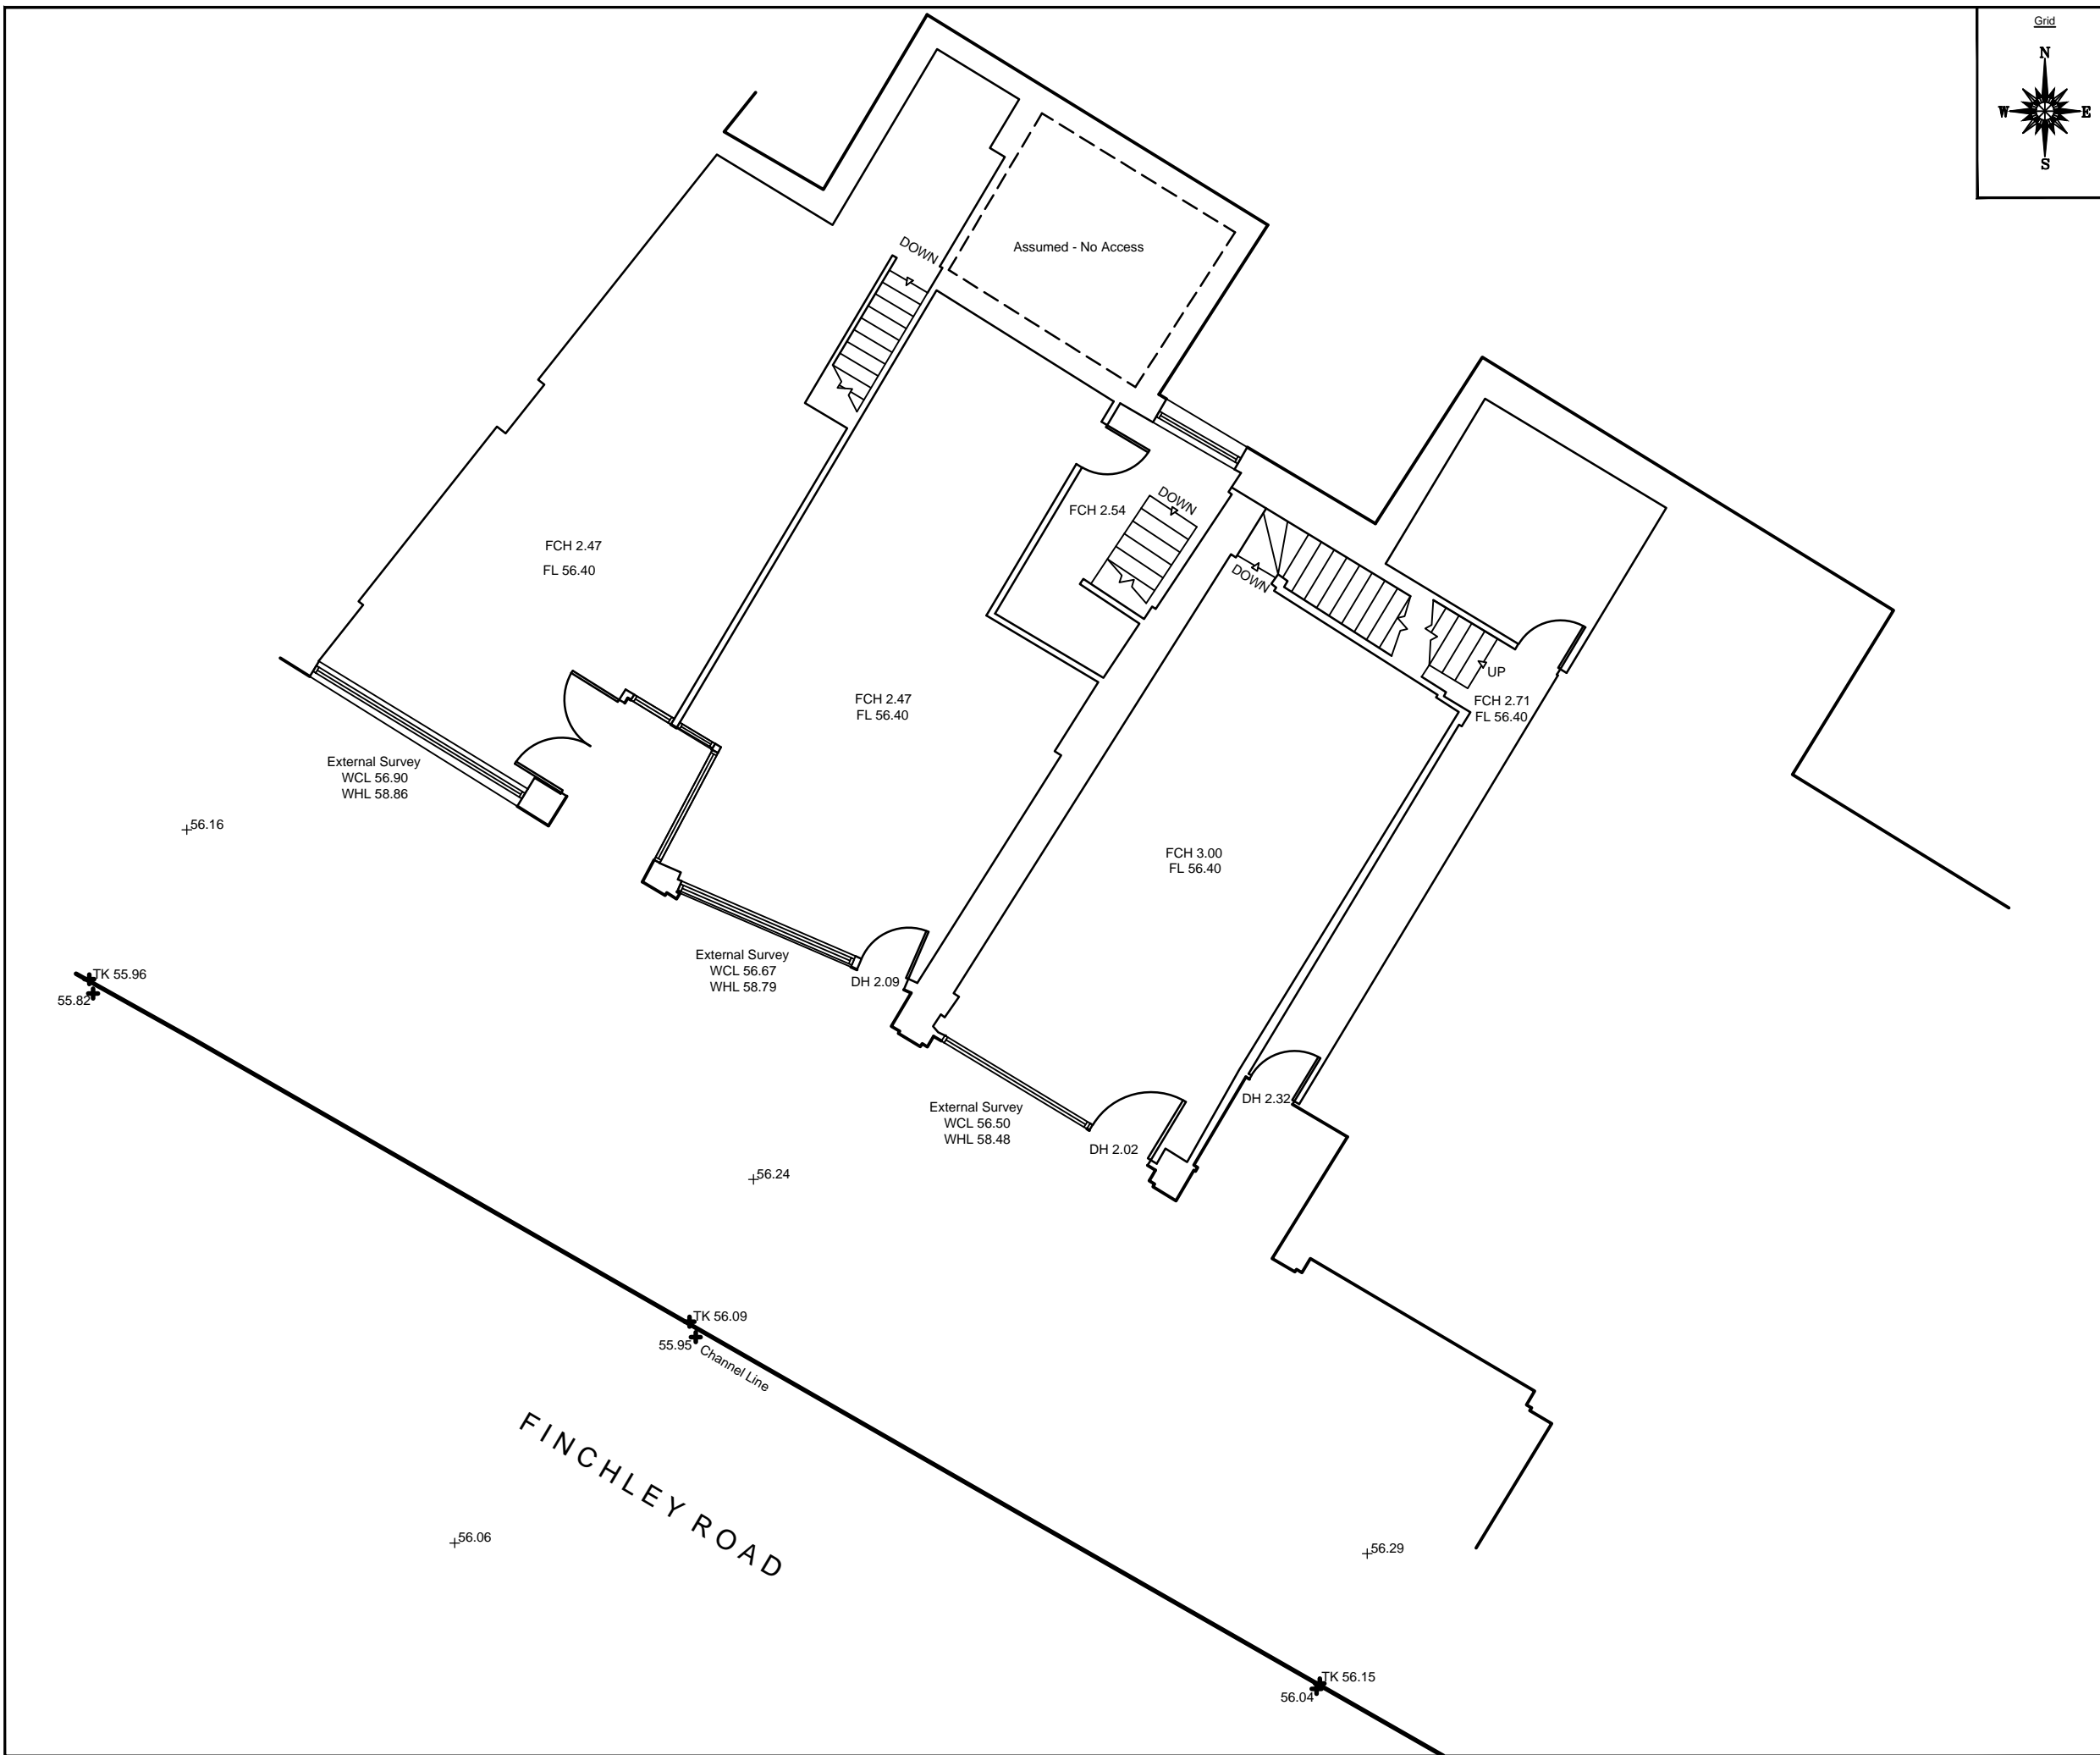 Grid
N
W
E
S
DOWN
Assumed - No Access
DOWN
FCH 2.54
FCH 2.47
FL 56.40
DOWN
UP
FCH 2.71
FL 56.40
FCH 2.47
FL 56.40
External Survey
WCL 56.90
WHL 58.86
56.16
FCH 3.00
FL 56.40
External Survey
WCL 56.67
WHL 58.79
DH 2.09
TK 55.96
55.82
DH 2.32
External Survey
WCL 56.50
WHL 58.48
DH 2.02
56.24
TK 56.09
55.95
Channel Line
FINCHLEY ROAD
56.06
56.29
TK 56.15
56.04